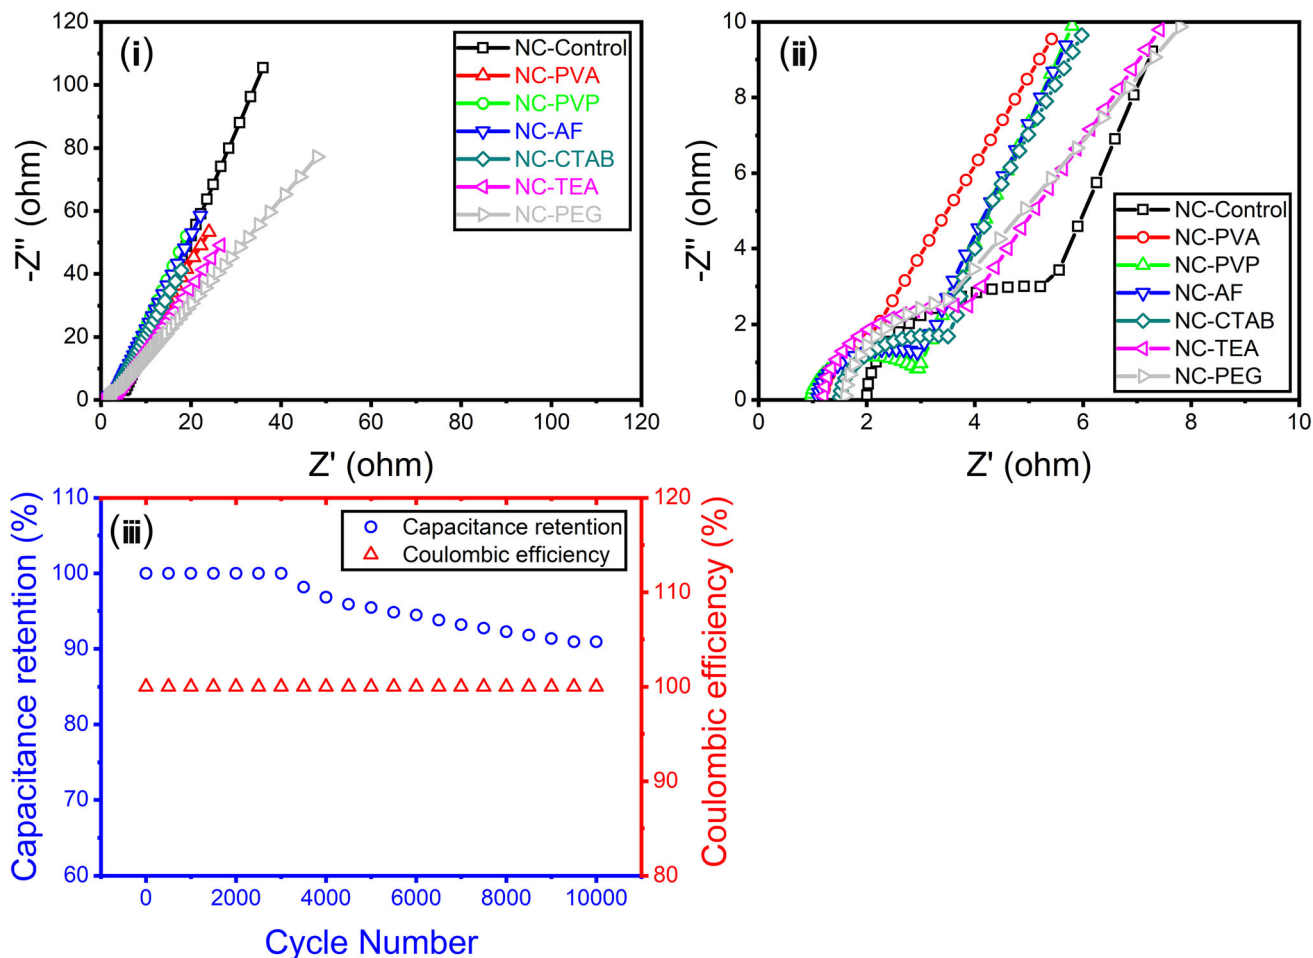 (i)
120
100
80
60
40
20
0
-Z'' (ohm)
NC-Control
NC-PVA
NC-PVP
NC-AF
NC-CTAB
NC-TEA
NC-PEG
0 20 40 60 80 100 120
Z' (ohm)
(ii)
10
8
6
4
2
0
-Z'' (ohm)
NC-Control
NC-PVA
NC-PVP
NC-AF
NC-CTAB
NC-TEA
NC-PEG
0 2 4 6 8 10
Z' (ohm)
(iii)
110
100
90
80
70
60
Capacitance retention (%)
Capacitance retention
Coulombic efficiency
120
110
100
90
80
Coulombic efficiency (%)
0 2000 4000 6000 8000 10000
Cycle Number